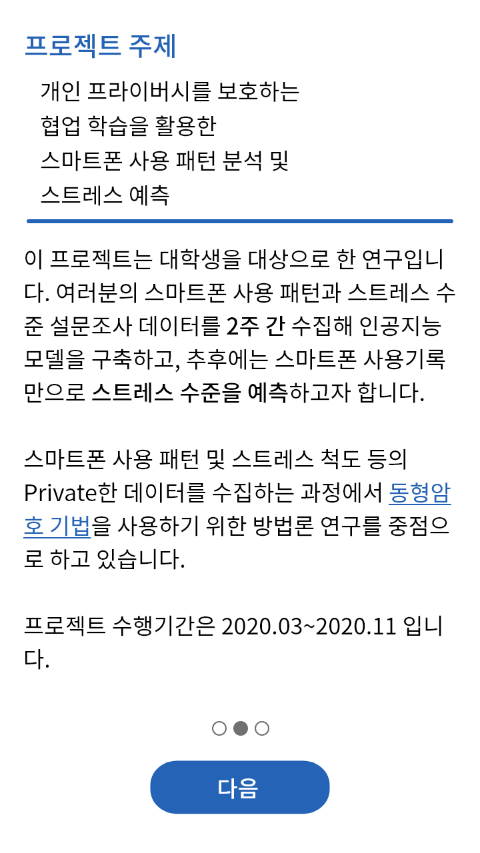 프로젝트 주제
개인 프라이버시를 보호하는
협업 학습을 활용한
스마트폰 사용 패턴 분석 및
스트레스 예측
이 프로젝트는 대학생을 대상으로 한 연구입니
다. 여러분의 스마트폰 사용 패턴과 스트레스 수
준 설문조사 데이터를 2주 간 수집해 인공지능
모델을 구축하고, 추후에는 스마트폰 사용기록
만으로 스트레스 수준을 예측하고자 합니다.
스마트폰 사용 패턴 및 스트레스 척도 등의
Private한 데이터를 수집하는 과정에서 동형암
호 기법을 사용하기 위한 방법론 연구를 중점으
로 하고 있습니다.
프로젝트 수행기간은 2020.03~2020.11 입니
다.
다음